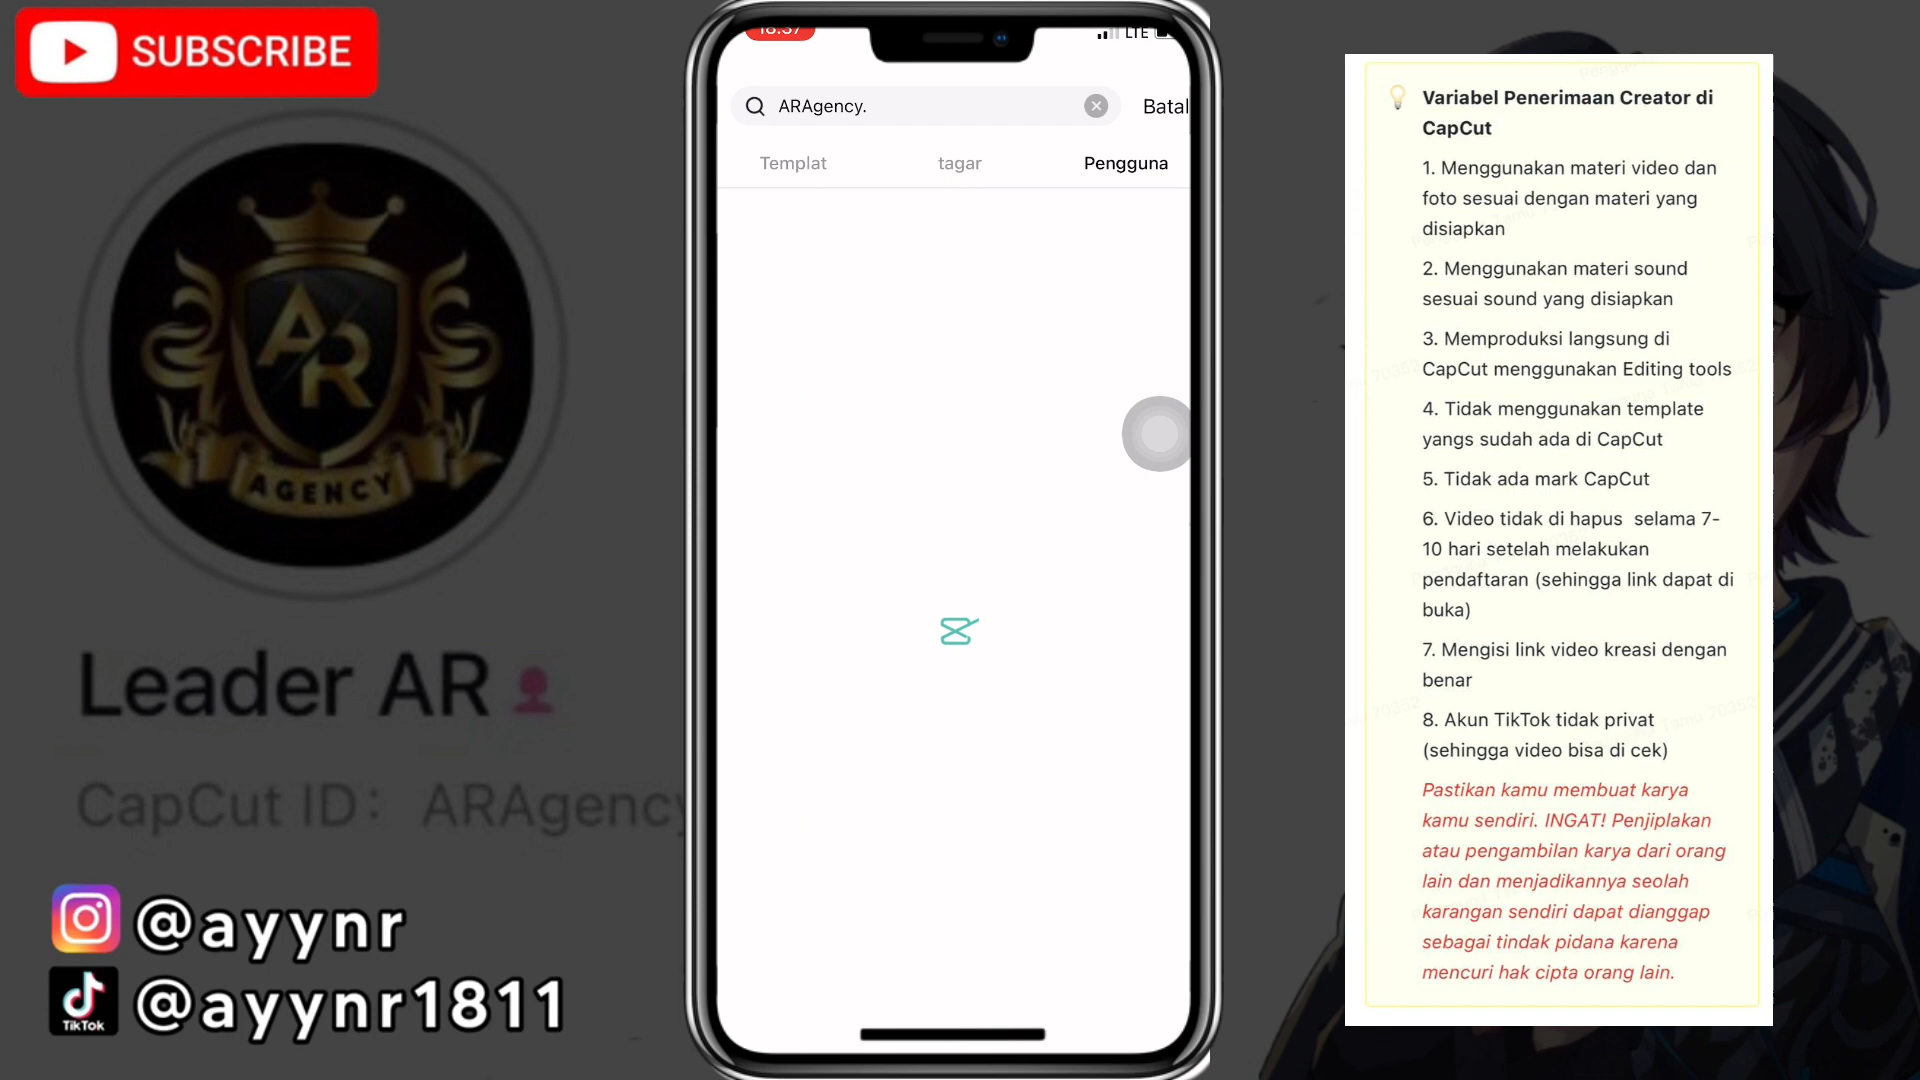 SUBSCRIBE
AR
AGENCY
Leader AR
CapCut ID: ARAgency
@ayynr
TikTok
@ayynr1811
18:37
LTE
ARAgency.
Batal
Templat
tagar
Pengguna
Variabel Penerimaan Creator di
CapCut
1. Menggunakan materi video dan
foto sesuai dengan materi yang
disiapkan
2. Menggunakan materi sound
sesuai sound yang disiapkan
3. Memproduksi langsung di
CapCut menggunakan Editing tools
4. Tidak menggunakan template
yangs sudah ada di CapCut
5. Tidak ada mark CapCut
6. Video tidak di hapus  selama 7-
10 hari setelah melakukan
pendaftaran (sehingga link dapat di
buka)
7. Mengisi link video kreasi dengan
benar
8. Akun TikTok tidak privat
(sehingga video bisa di cek)
Pastikan kamu membuat karya
kamu sendiri. INGAT! Penjiplakan
atau pengambilan karya dari orang
lain dan menjadikannya seolah
karangan sendiri dapat dianggap
sebagai tindak pidana karena
mencuri hak cipta orang lain.